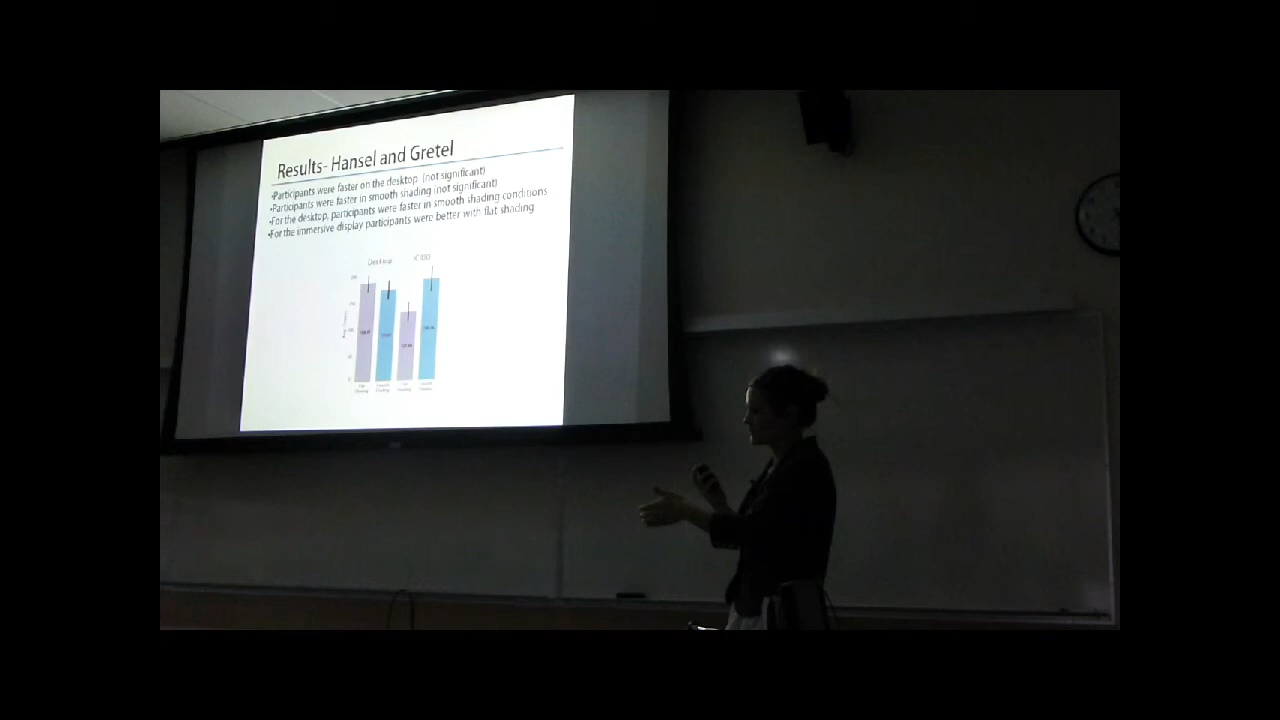 Results- Hansel and Gretel
•Participants were faster on the desktop (not significant)
•Participants were faster in smooth shading (not significant)
•For the desktop, participants were faster in smooth shading conditions
•For the immersive display participants were better with flat shading
Desktop